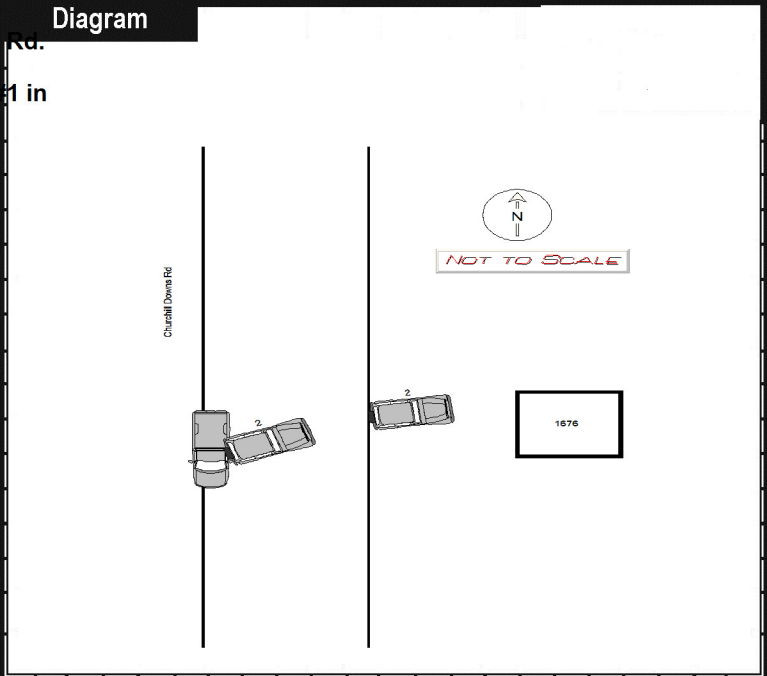 Diagram
Rd.
#1 in
N
NOT TO SCALE
Churchill Downs Rd
2
2
1676